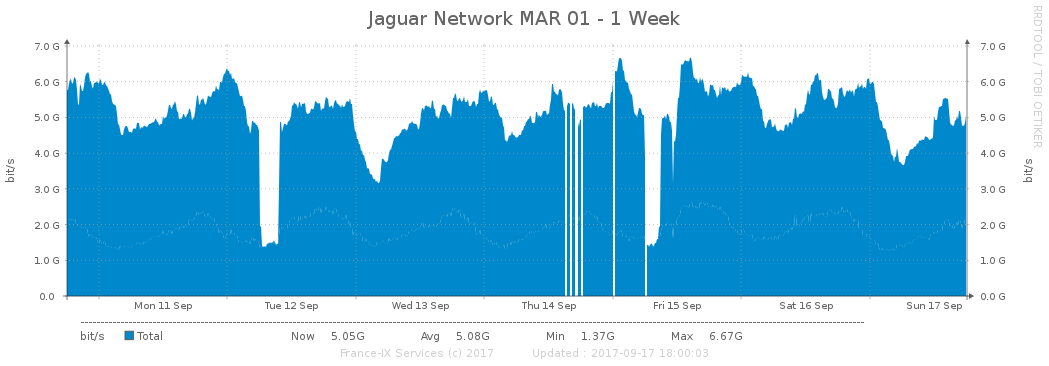 Jaguar Network MAR 01 - 1 Week
RRDTOOL / TOBI OETIKER
7.0 G 7.0 G
6.0 G 6.0 G
5.0 G 5.0 G
4.0 G 4.0 G
3.0 G 3.0 G
2.0 G 2.0 G
1.0 G 1.0 G
0.0 0.0 G
bit/s bit/s
Mon 11 Sep Tue 12 Sep Wed 13 Sep Thu 14 Sep Fri 15 Sep Sat 16 Sep Sun 17 Sep
bit/s Total Now 5.05G Avg 5.08G Min 1.37G Max 6.67G
France-IX Services (c) 2017 Updated : 2017-09-17 18:00:03